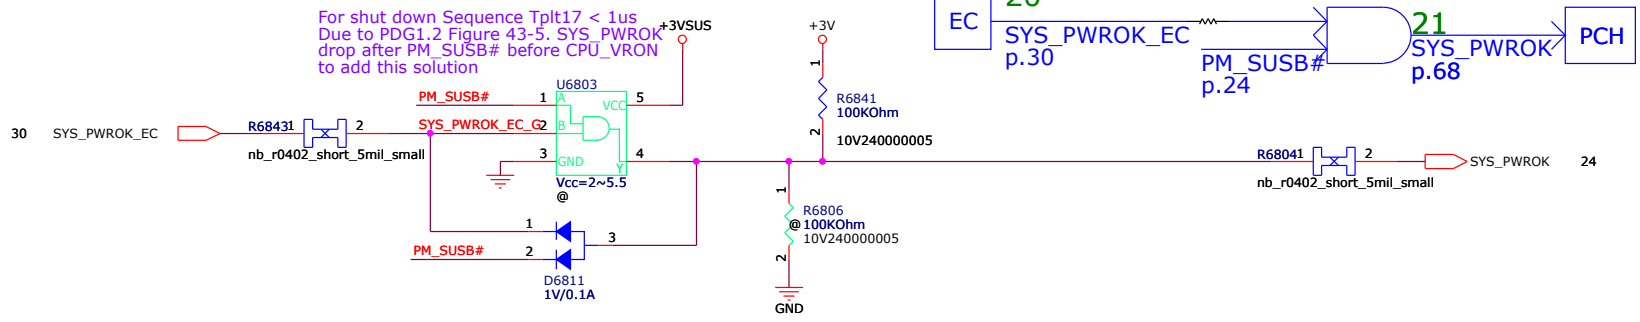 For shut down Sequence Tplt17 < 1us
Due to PDG1.2 Figure 43-5. SYS_PWROK
drop after PM_SUSB# before CPU_VRON
to add this solution
+3VSUS
+3V
EC
SYS_PWROK_EC
p.30
PM_SUSB#
p.24
21
SYS_PWROK
p.68
PCH
U6803
PM_SUSB#
1
A
VCC
5
30
SYS_PWROK_EC
R6843
1
2
nb_r0402_short_5mil_small
SYS_PWROK_EC_G
2
B
3
GND
Y
4
Vcc=2~5.5
@
1
R6841
100KOhm
2
10V240000005
1
R6806
@
100KOhm
10V240000005
2
GND
1
PM_SUSB#
2
3
D6811
1V/0.1A
R6804
1
2
nb_r0402_short_5mil_small
SYS_PWROK
24